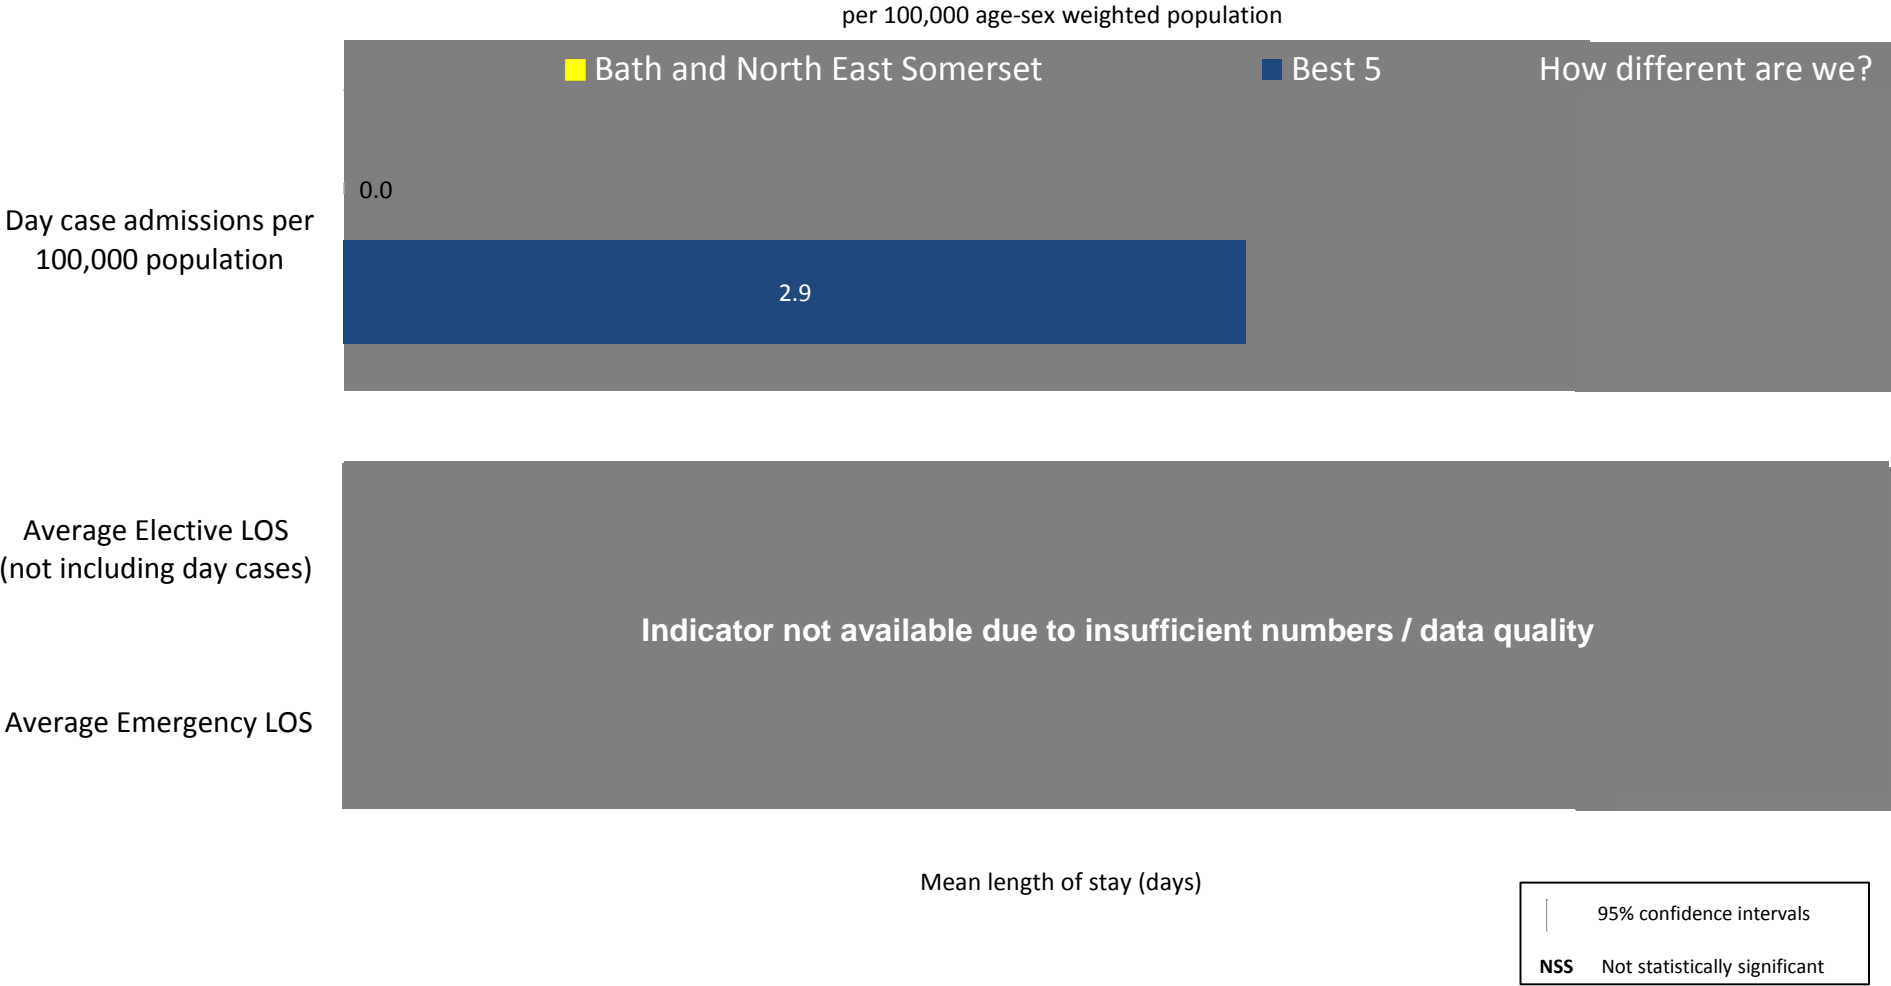 per 100,000 age-sex weighted population
Bath and North East Somerset
Best 5
How different are we?
Day case admissions per
100,000 population
0.0
2.9
Average Elective LOS
(not including day cases)
Indicator not available due to insufficient numbers / data quality
Average Emergency LOS
Mean length of stay (days)
95% confidence intervals
NSS Not statistically significant